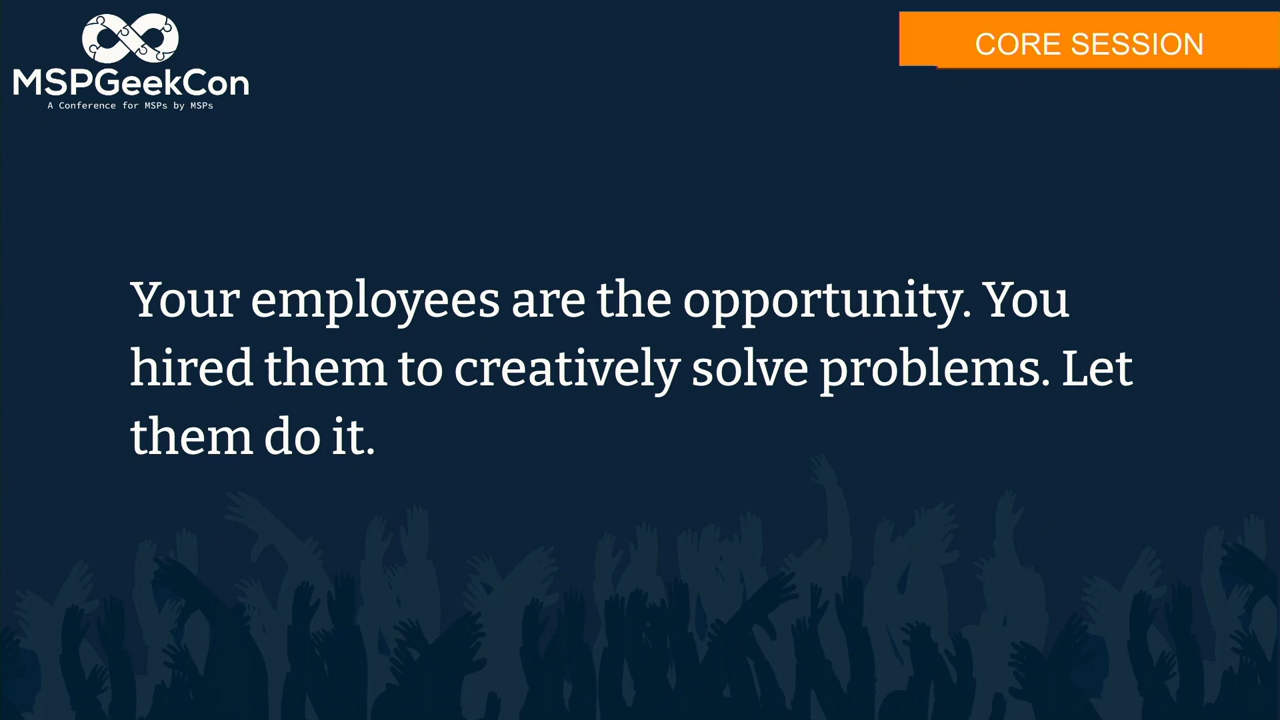 MSPGeekCon
A Conference for MSPs by MSPs
CORE SESSION
Your employees are the opportunity. You
hired them to creatively solve problems. Let
them do it.